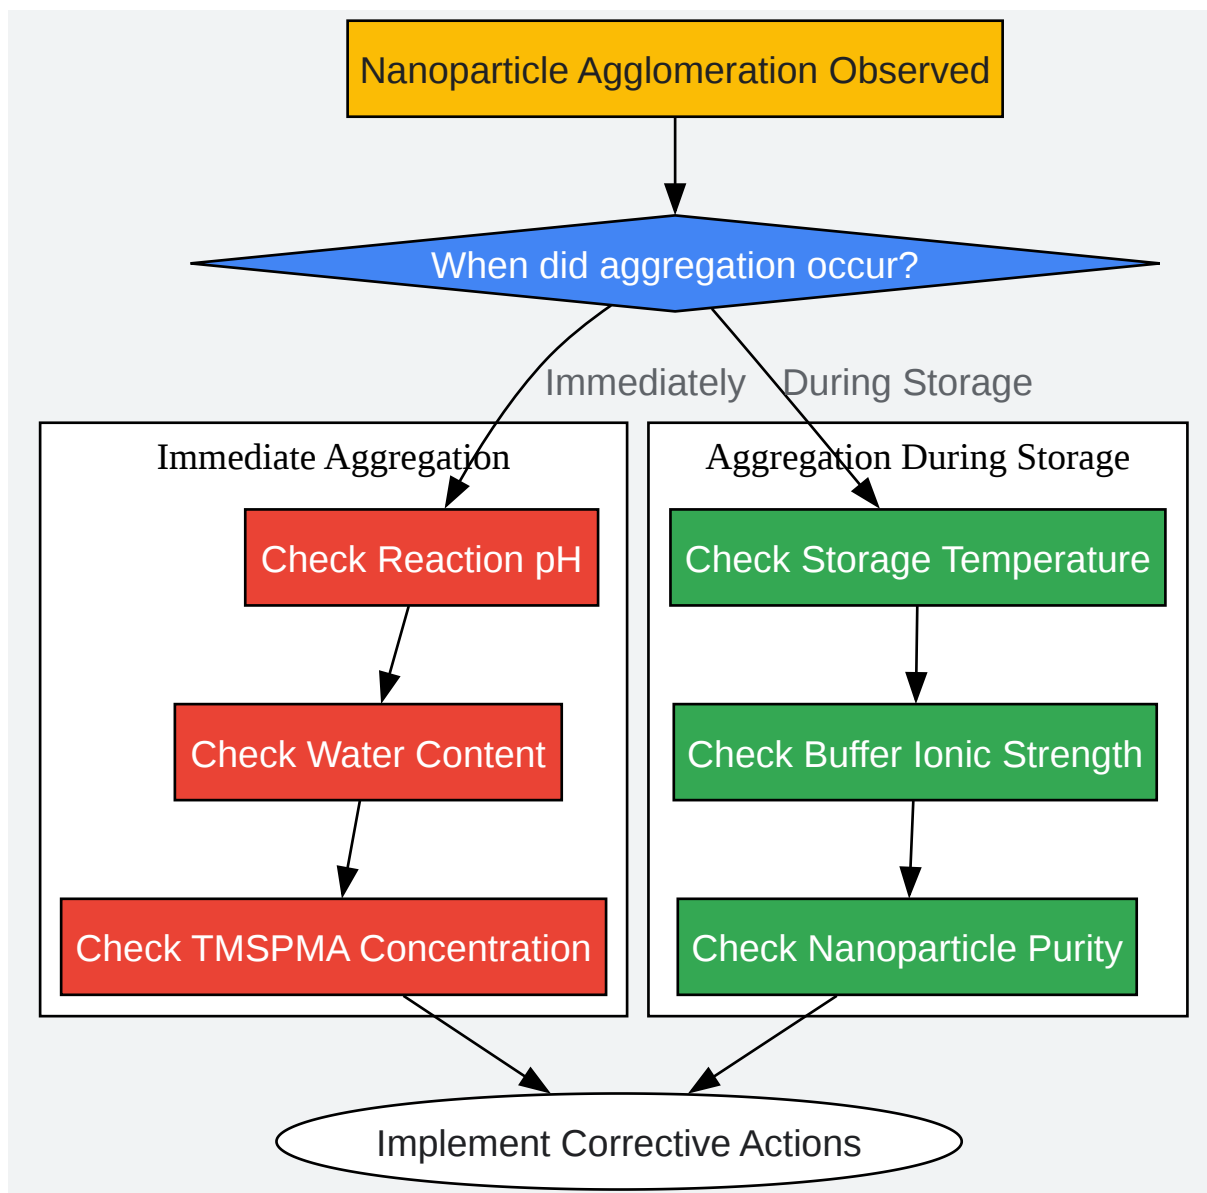 Nanoparticle Agglomeration Observed
When did aggregation occur?
Immediately
During Storage
Immediate Aggregation
Check Reaction pH
Check Water Content
Check TMSPMA Concentration
Aggregation During Storage
Check Storage Temperature
Check Buffer Ionic Strength
Check Nanoparticle Purity
Implement Corrective Actions